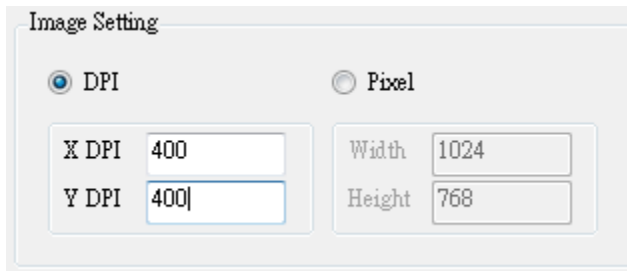 Image Setting
DPI
Pixel
X DPI 400
Y DPI 400
Width 1024
Height 768